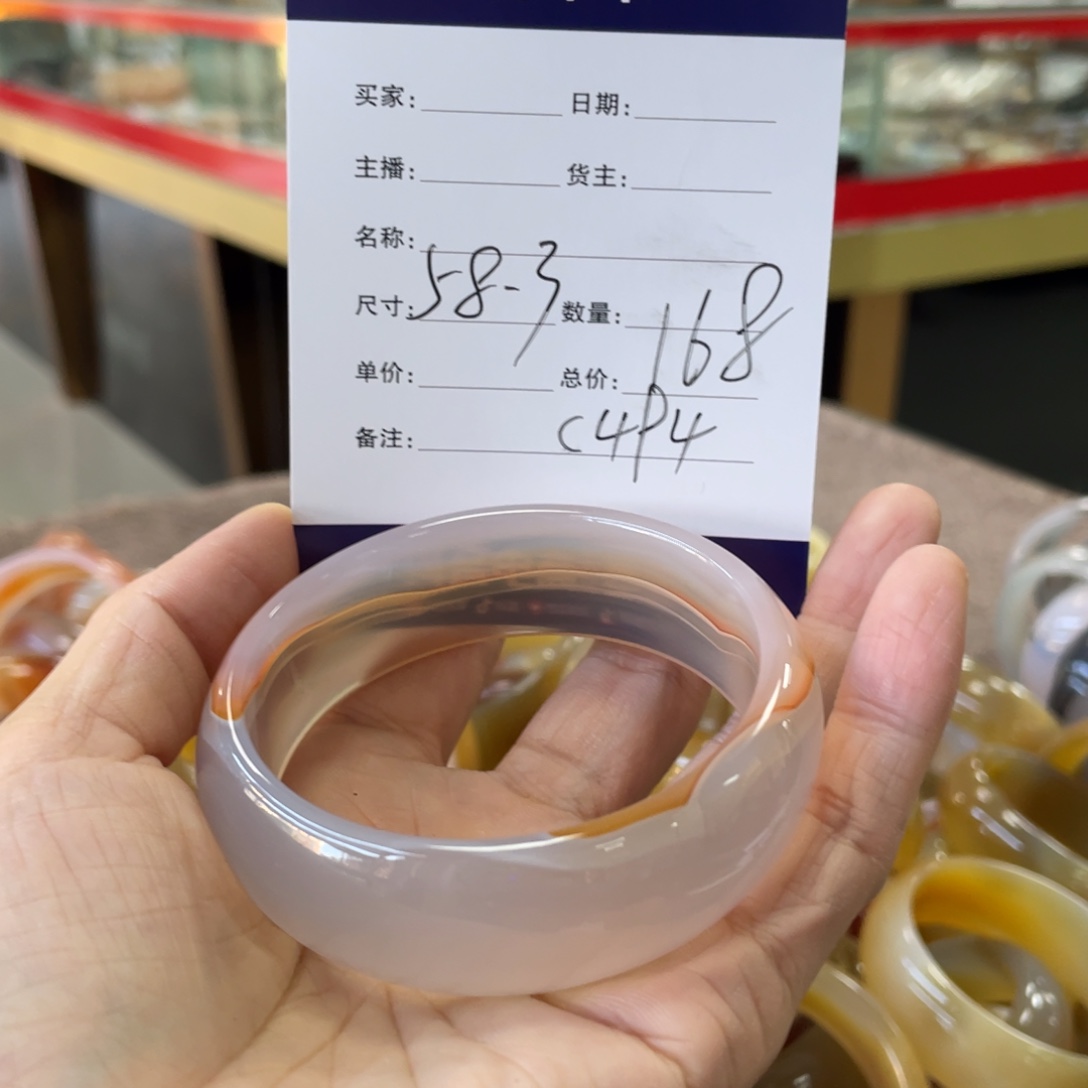 买家: 日期:
主播: 货主:
名称:
尺寸: 58-3 数量: 168
单价: 总价:
备注: C4P4